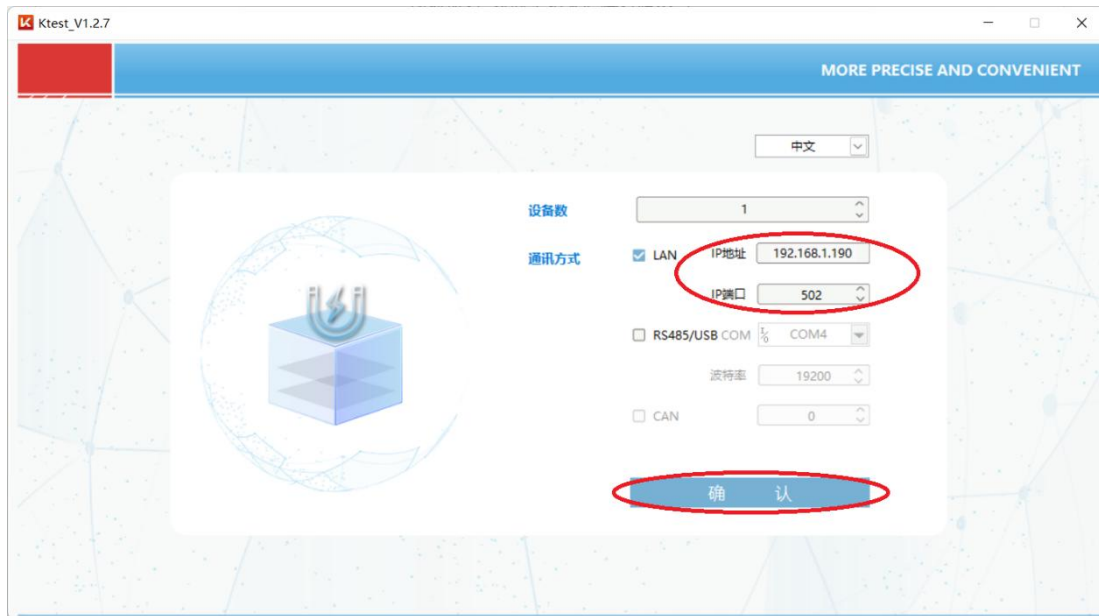 Ktest_V1.2.7
MORE PRECISE AND CONVENIENT
中文
设备数 1
通讯方式 LAN IP地址 192.168.1.190
IP端口 502
RS485/USB COM COM4
波特率 19200
CAN 0
确 认